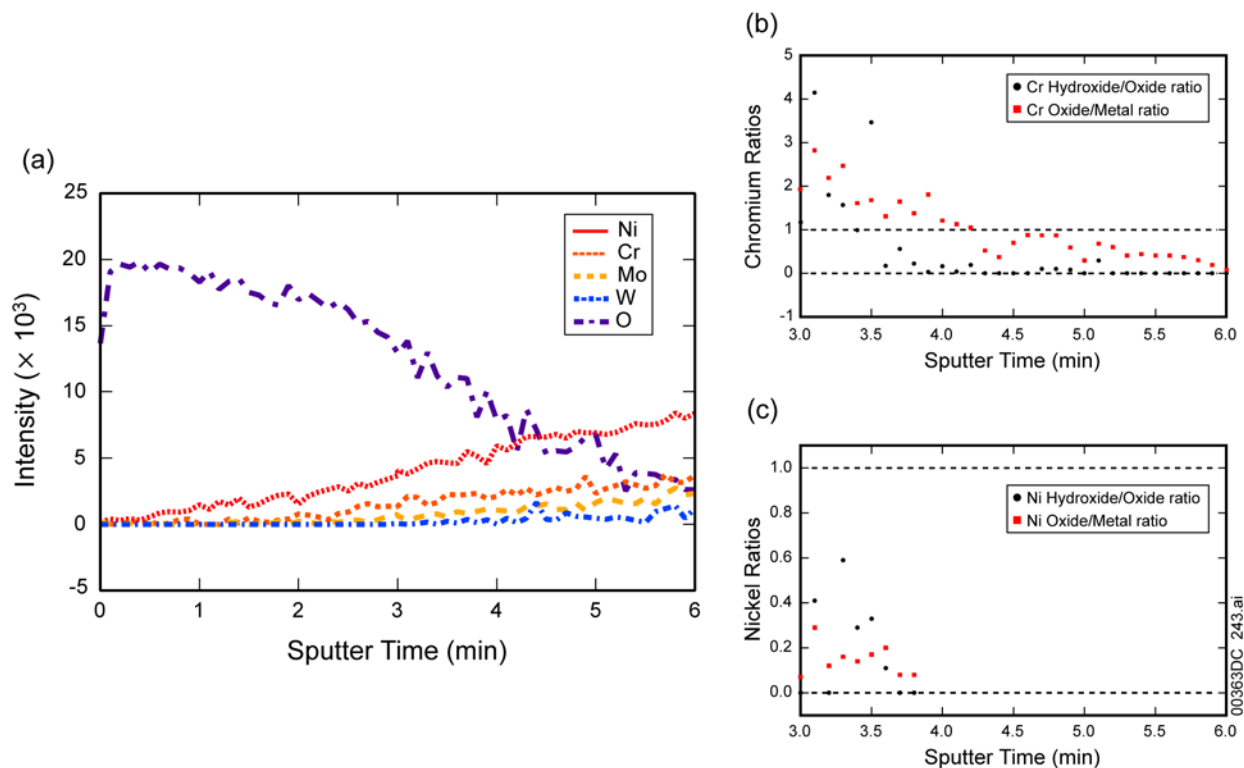 (a)
25
20
15
10
5
0
-5
Intensity (× 10³)
0 1 2 3 4 5 6
Sputter Time (min)
Ni
Cr
Mo
W
O
(b)
5
4
3
2
1
0
-1
Chromium Ratios
Cr Hydroxide/Oxide ratio
Cr Oxide/Metal ratio
3.0 3.5 4.0 4.5 5.0 5.5 6.0
Sputter Time (min)
(c)
1.0
0.8
0.6
0.4
0.2
0.0
Nickel Ratios
Ni Hydroxide/Oxide ratio
Ni Oxide/Metal ratio
3.0 3.5 4.0 4.5 5.0 5.5 6.0
Sputter Time (min)
00363DC_243.ai